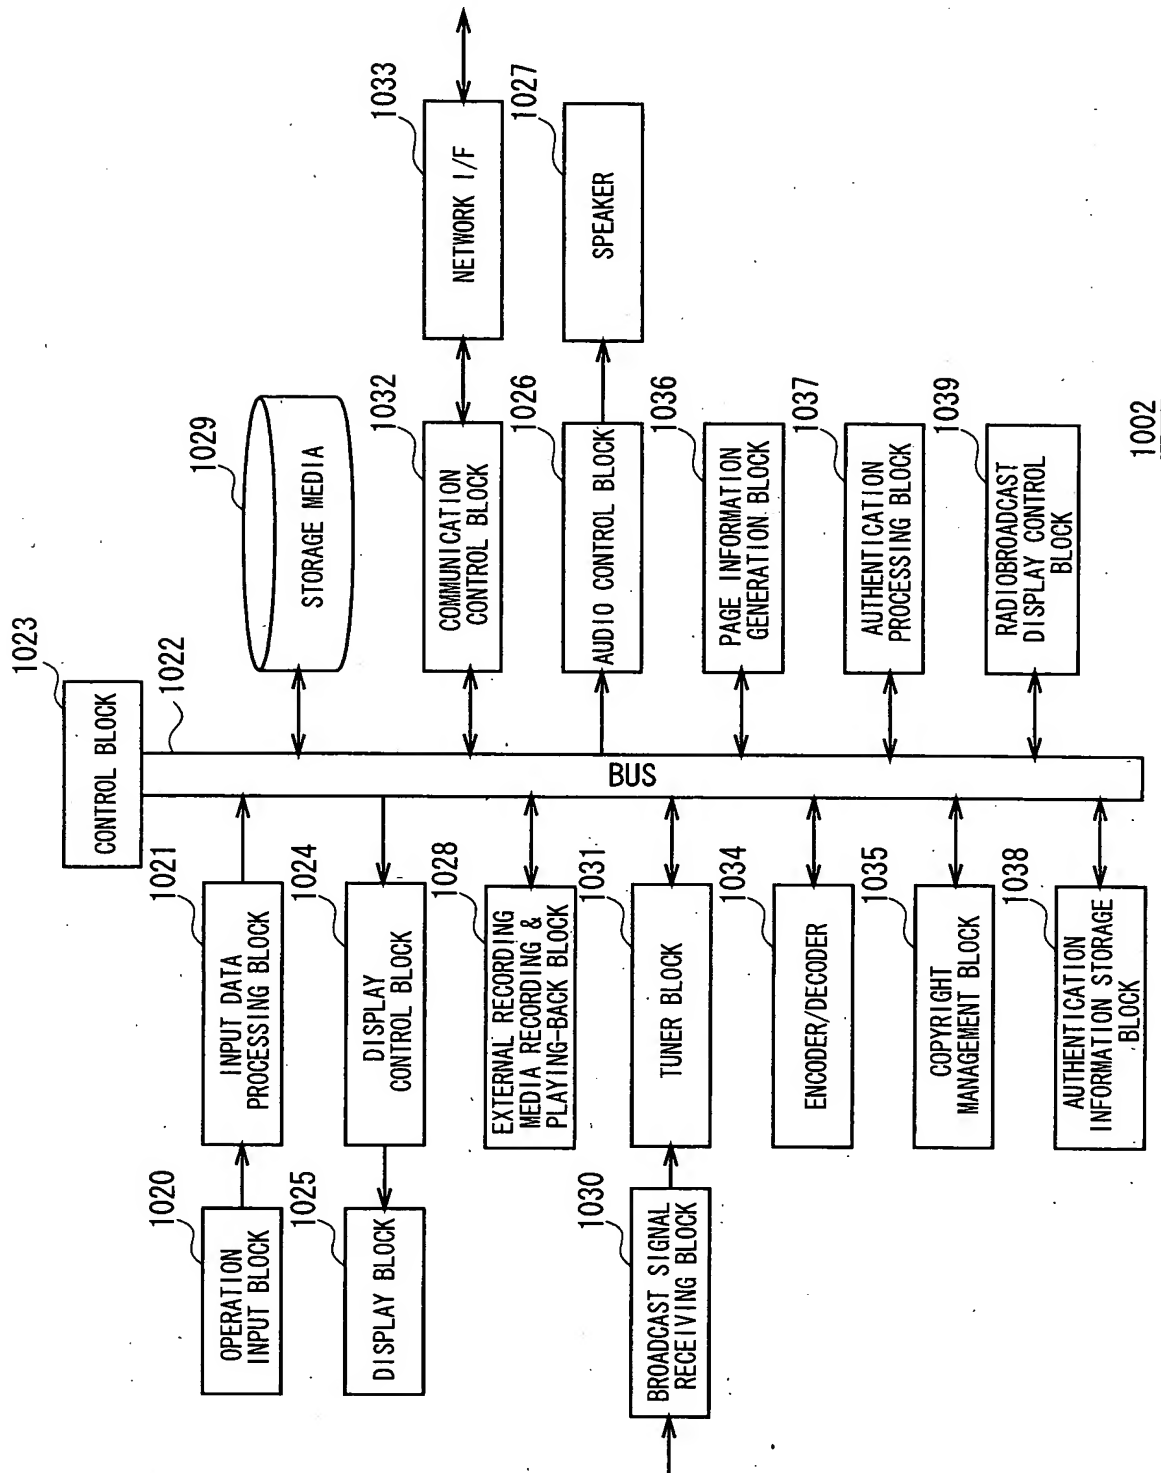 1023
CONTROL BLOCK
1022
BUS
1020
OPERATION
INPUT BLOCK
1021
INPUT DATA
PROCESSING BLOCK
1025
DISPLAY BLOCK
1024
DISPLAY
CONTROL BLOCK
1028
EXTERNAL RECORDING
MEDIA RECORDING &
PLAYING-BACK BLOCK
1030
BROADCAST SIGNAL
RECEIVING BLOCK
1031
TUNER BLOCK
1034
ENCODER/DECODER
1035
COPYRIGHT
MANAGEMENT BLOCK
1038
AUTHENTICATION
INFORMATION STORAGE
BLOCK
1029
STORAGE MEDIA
1032
COMMUNICATION
CONTROL BLOCK
1033
NETWORK I/F
1026
AUDIO CONTROL BLOCK
1027
SPEAKER
1036
PAGE INFORMATION
GENERATION BLOCK
1037
AUTHENTICATION
PROCESSING BLOCK
1039
RADIOBROADCAST
DISPLAY CONTROL
BLOCK
1002